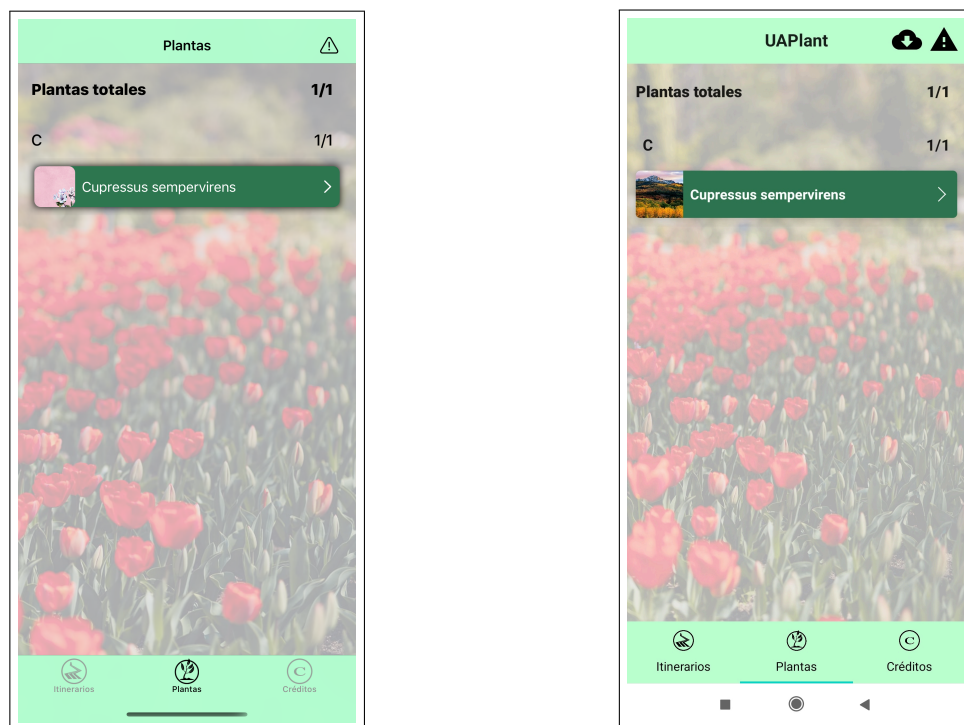 Plantas
Plantas totales 1/1
C 1/1
Cupressus sempervirens
Itinerarios Plantas Créditos
UAPlant
Plantas totales 1/1
C 1/1
Cupressus sempervirens
Itinerarios Plantas Créditos